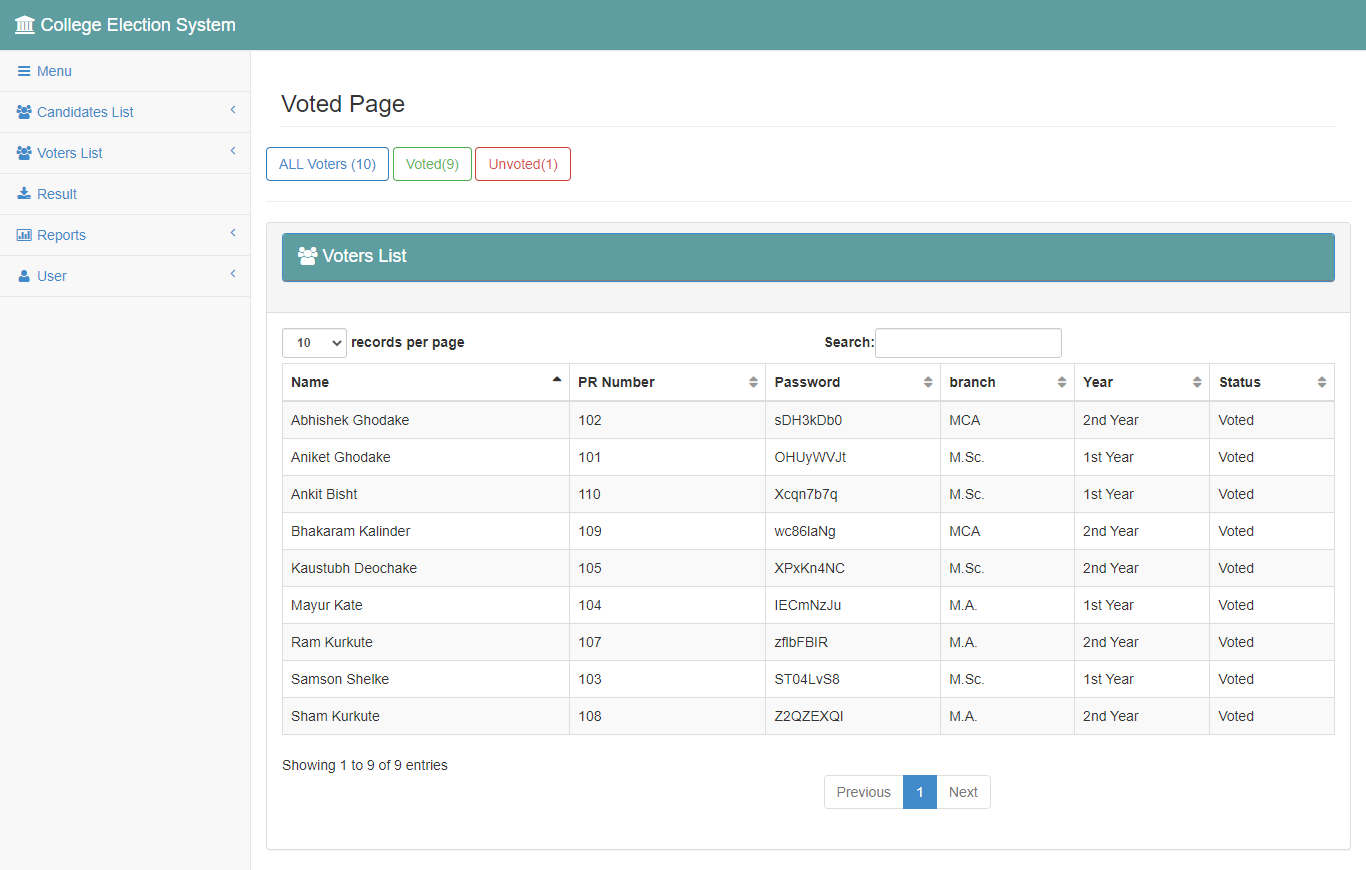 College Election System
Menu
Candidates List
Voters List
Result
Reports
User
Voted Page
ALL Voters (10) Voted(9) Unvoted(1)
Voters List
10 records per page Search:
Name PR Number Password branch Year Status
Abhishek Ghodake 102 sDH3kDb0 MCA 2nd Year Voted
Aniket Ghodake 101 OHUyWVJt M.Sc. 1st Year Voted
Ankit Bisht 110 Xcqn7b7q M.Sc. 1st Year Voted
Bhakaram Kalinder 109 wc86laNg MCA 2nd Year Voted
Kaustubh Deochake 105 XPxKn4NC M.Sc. 2nd Year Voted
Mayur Kate 104 IECmNzJu M.A. 1st Year Voted
Ram Kurkute 107 zflbFBIR M.A. 2nd Year Voted
Samson Shelke 103 ST04LvS8 M.Sc. 1st Year Voted
Sham Kurkute 108 Z2QZEXQI M.A. 2nd Year Voted
Showing 1 to 9 of 9 entries
Previous 1 Next